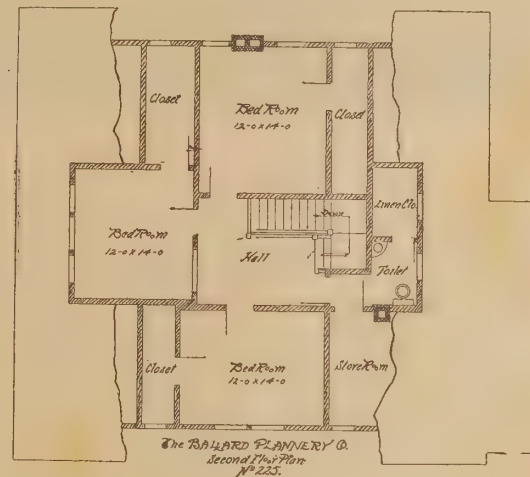 Closet
Bed Room
12-0 x 14-0
Closet
Linen Clo.
Down
Bed Room
12-0 x 14-0
Hall
Toilet
Closet
Bed Room
12-0 x 14-0
Store Room
The BALLARD PLANNERY Co.
Second Floor Plan
No 225.